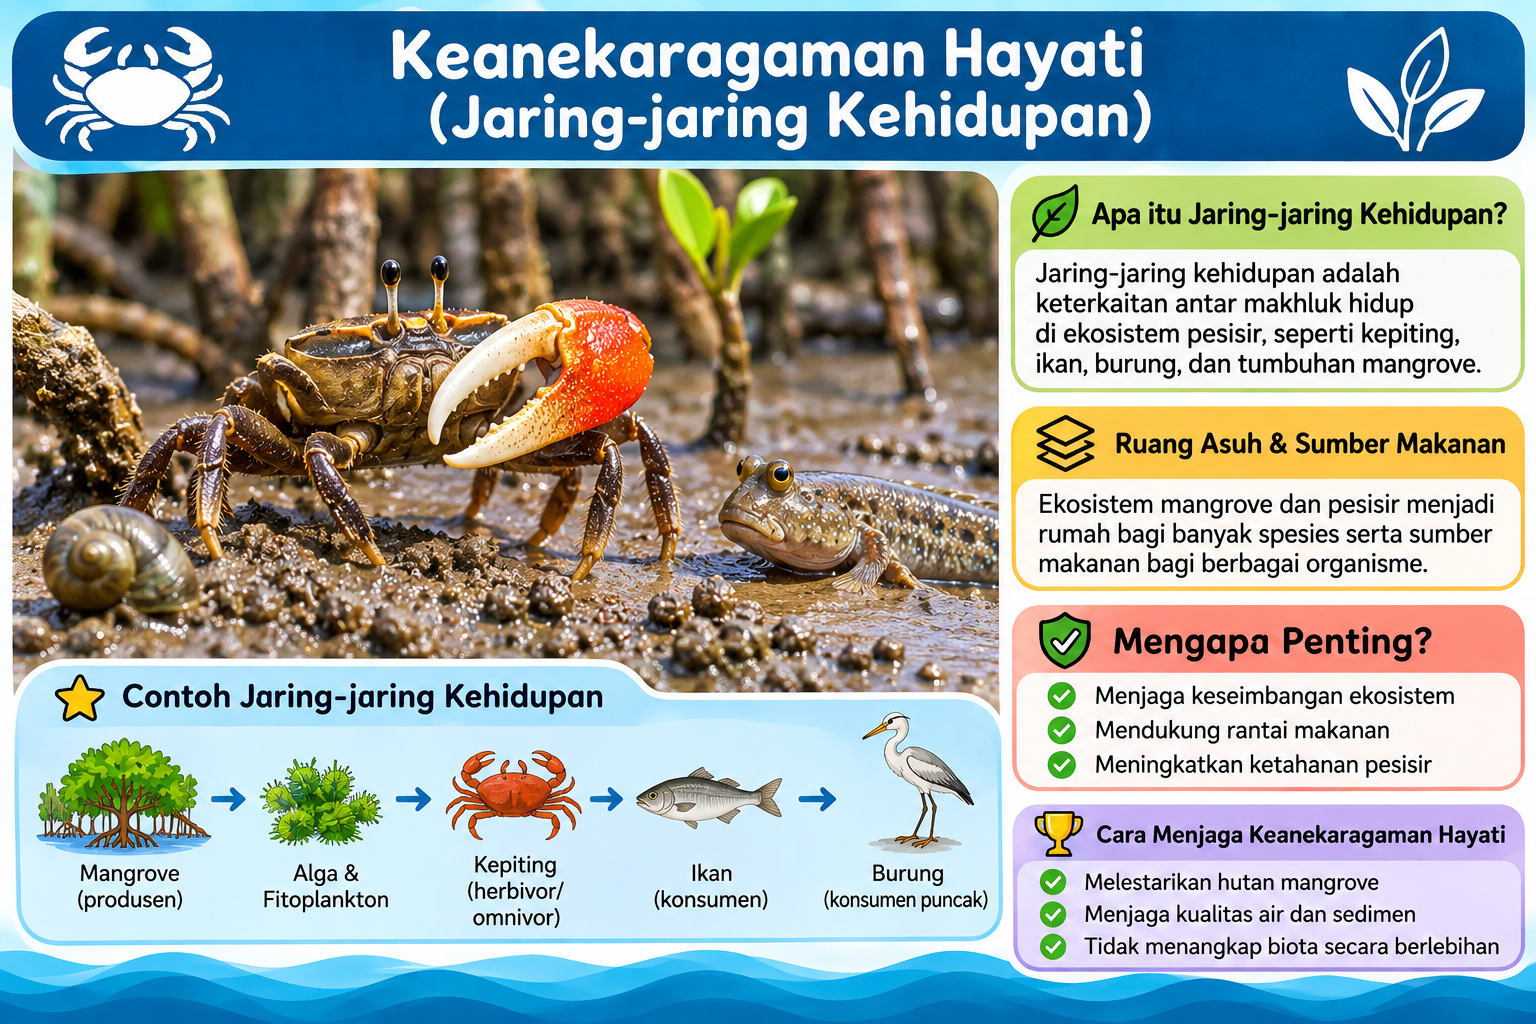 Keanekaragaman Hayati
(Jaring-jaring Kehidupan)
Apa itu Jaring-jaring Kehidupan?
Jaring-jaring kehidupan adalah
keterkaitan antar makhluk hidup
di ekosistem pesisir, seperti kepiting,
ikan, burung, dan tumbuhan mangrove.
Ruang Asuh & Sumber Makanan
Ekosistem mangrove dan pesisir menjadi
rumah bagi banyak spesies serta sumber
makanan bagi berbagai organisme.
Mengapa Penting?
Menjaga keseimbangan ekosistem
Mendukung rantai makanan
Meningkatkan ketahanan pesisir
Cara Menjaga Keanekaragaman Hayati
Melestarikan hutan mangrove
Menjaga kualitas air dan sedimen
Tidak menangkap biota secara berlebihan
Contoh Jaring-jaring Kehidupan
Mangrove
(produsen)
Alga &
Fitoplankton
Kepiting
(herbivor/
omnivor)
Ikan
(konsumen)
Burung
(konsumen puncak)